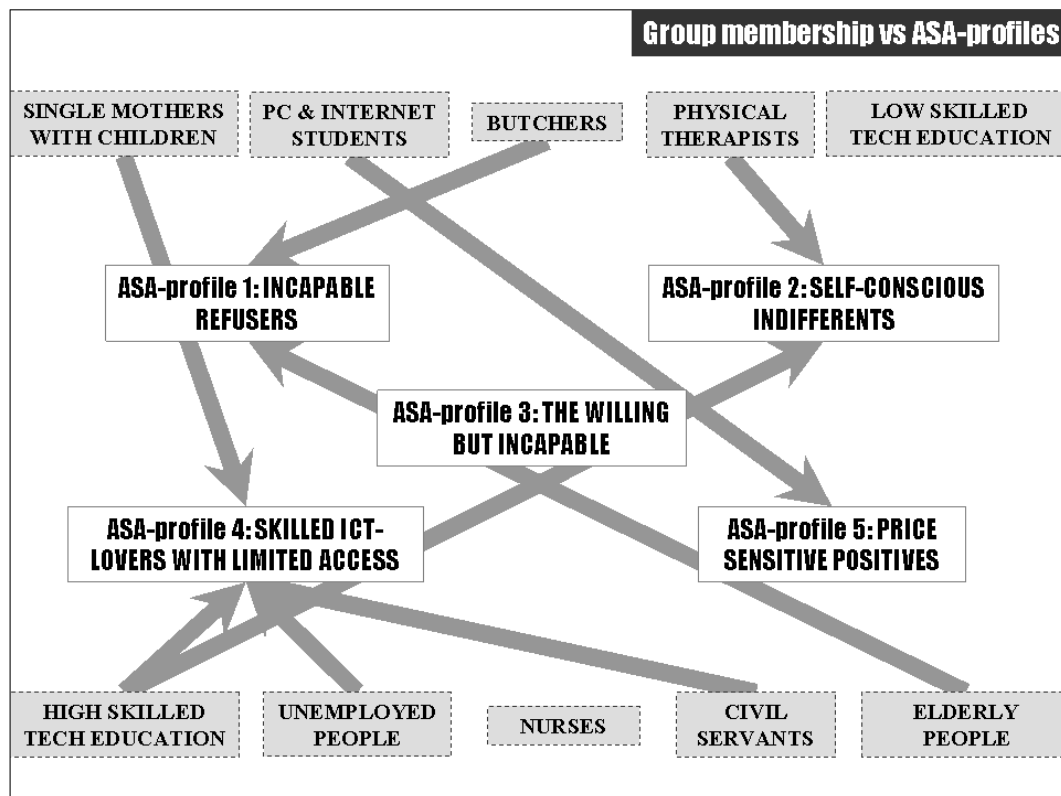 Group membership vs ASA-profiles
SINGLE MOTHERS
WITH CHILDREN
PC & INTERNET
STUDENTS
BUTCHERS
PHYSICAL
THERAPISTS
LOW SKILLED
TECH EDUCATION
ASA-profile 1: INCAPABLE
REFUSERS
ASA-profile 2: SELF-CONSCIOUS
INDIFFERENTS
ASA-profile 3: THE WILLING
BUT INCAPABLE
ASA-profile 4: SKILLED ICT-
LOVERS WITH LIMITED ACCESS
ASA-profile 5: PRICE
SENSITIVE POSITIVES
HIGH SKILLED
TECH EDUCATION
UNEMPLOYED
PEOPLE
NURSES
CIVIL
SERVANTS
ELDERLY
PEOPLE